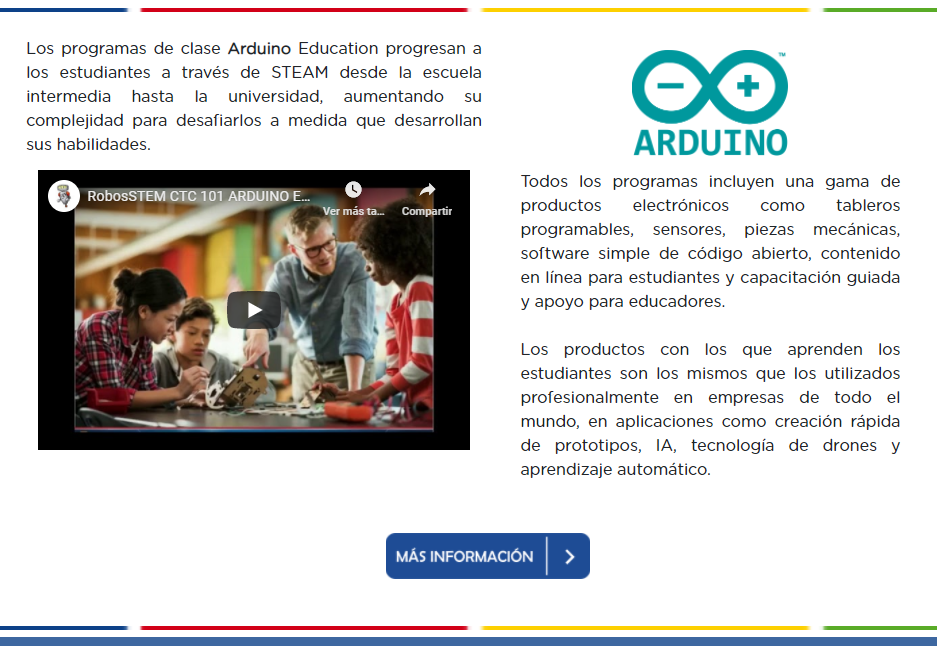 Los programas de clase Arduino Education progresan a
los estudiantes a través de STEAM desde la escuela
intermedia hasta la universidad, aumentando su
complejidad para desafiarlos a medida que desarrollan
sus habilidades.
RobosSTEM CTC 101 ARDUINO E...
Ver más ta...
Compartir
ARDUINO
TM
Todos los programas incluyen una gama de
productos electrónicos como tableros
programables, sensores, piezas mecánicas,
software simple de código abierto, contenido
en línea para estudiantes y capacitación guiada
y apoyo para educadores.
Los productos con los que aprenden los
estudiantes son los mismos que los utilizados
profesionalmente en empresas de todo el
mundo, en aplicaciones como creación rápida
de prototipos, IA, tecnología de drones y
aprendizaje automático.
MÁS INFORMACIÓN